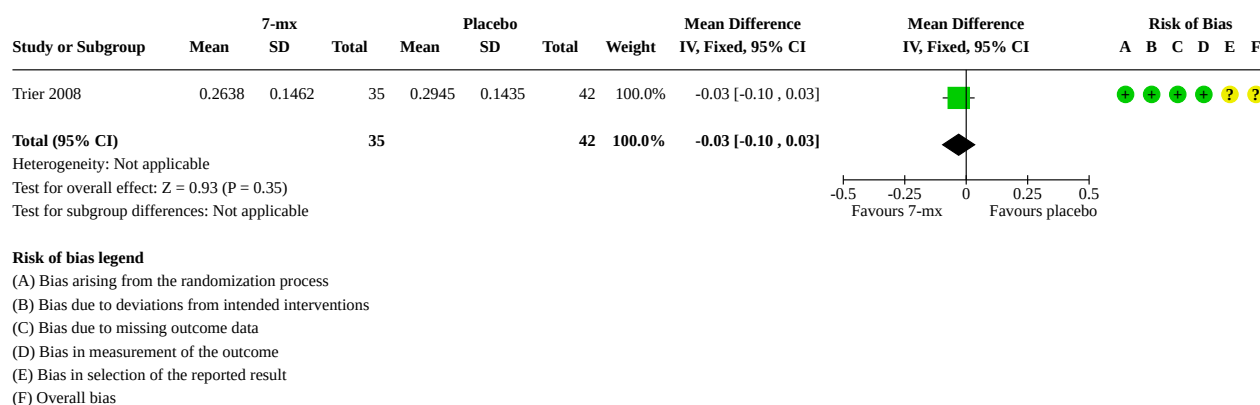 7-mx Placebo Mean Difference Mean Difference Risk of Bias
Study or Subgroup Mean SD Total Mean SD Total Weight IV, Fixed, 95% CI IV, Fixed, 95% CI A B C D E F
Trier 2008 0.2638 0.1462 35 0.2945 0.1435 42 100.0% -0.03 [-0.10 , 0.03] + + + + ? ?
Total (95% CI) 35 42 100.0% -0.03 [-0.10 , 0.03]
Heterogeneity: Not applicable
Test for overall effect: Z = 0.93 (P = 0.35)
-0.5 -0.25 0 0.25 0.5
Test for subgroup differences: Not applicable Favours 7-mx Favours placebo
Risk of bias legend
(A) Bias arising from the randomization process
(B) Bias due to deviations from intended interventions
(C) Bias due to missing outcome data
(D) Bias in measurement of the outcome
(E) Bias in selection of the reported result
(F) Overall bias